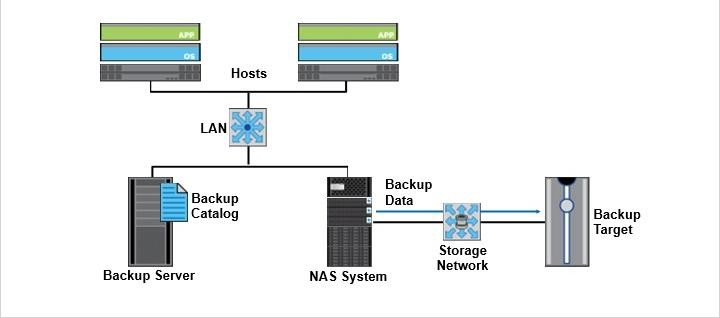 APP
APP
OS
OS
Hosts
LAN
Backup
Catalog
Backup
Data
Backup
Target
Storage
Network
Backup Server
NAS System